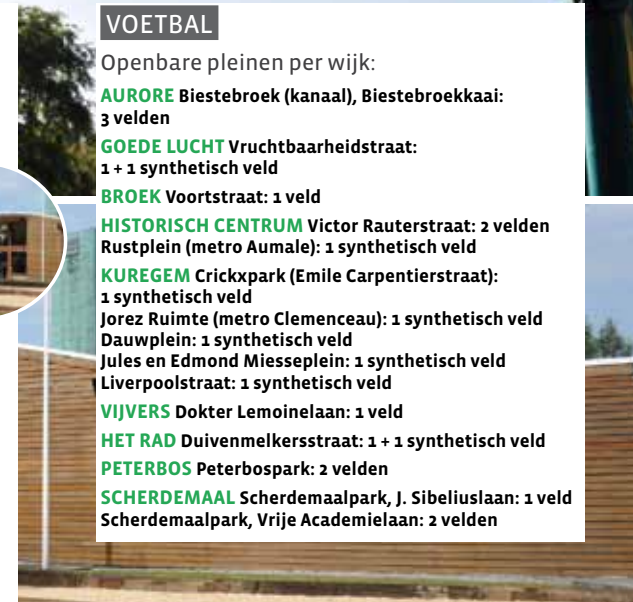 VOETBAL
Openbare pleinen per wijk:
AURORE Biestebroek (kanaal), Biestebroekkaai:
3 velden
GOEDE LUCHT Vruchtbaarheidstraat:
1 + 1 synthetisch veld
BROEK Voortstraat: 1 veld
HISTORISCH CENTRUM Victor Rauterstraat: 2 velden
Rustplein (metro Aumale): 1 synthetisch veld
KUREGEM Crickxpark (Emile Carpentierstraat):
1 synthetisch veld
Jorez Ruimte (metro Clemenceau): 1 synthetisch veld
Dauwplein: 1 synthetisch veld
Jules en Edmond Miesseplein: 1 synthetisch veld
Liverpoolstraat: 1 synthetisch veld
VIJVERS Dokter Lemoinelaan: 1 veld
HET RAD Duivenmelkersstraat: 1 + 1 synthetisch veld
PETERBOS Peterbospark: 2 velden
SCHERDEMAAL Scherdemaalpark, J. Sibeliuslaan: 1 veld
Scherdemaalpark, Vrije Academielaan: 2 velden